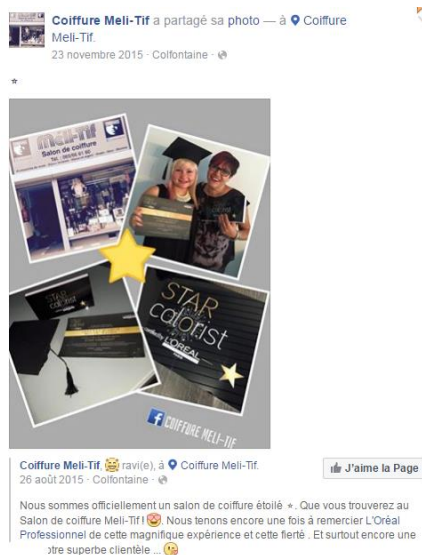 Coiffure Meli-Tif a partagé sa photo — à Coiffure
Meli-Tif.
23 novembre 2015 · Colfontaine ·
Méli-Tif
Salon de coiffure
STAR
colorist
L'ORÉAL
STAR
colorist
COIFFURE MELI-TIF
Coiffure Meli-Tif, ravi(e), à Coiffure Meli-Tif.
26 août 2015 · Colfontaine ·
J'aime la Page
Nous sommes officiellement un salon de coiffure étoilé ⭐. Que vous trouverez au
Salon de coiffure Meli-Tif ! . Nous tenons encore une fois à remercier L'Oréal
Professionnel de cette magnifique expérience et cette fierté . Et surtout encore une
otre superbe clientèle ...